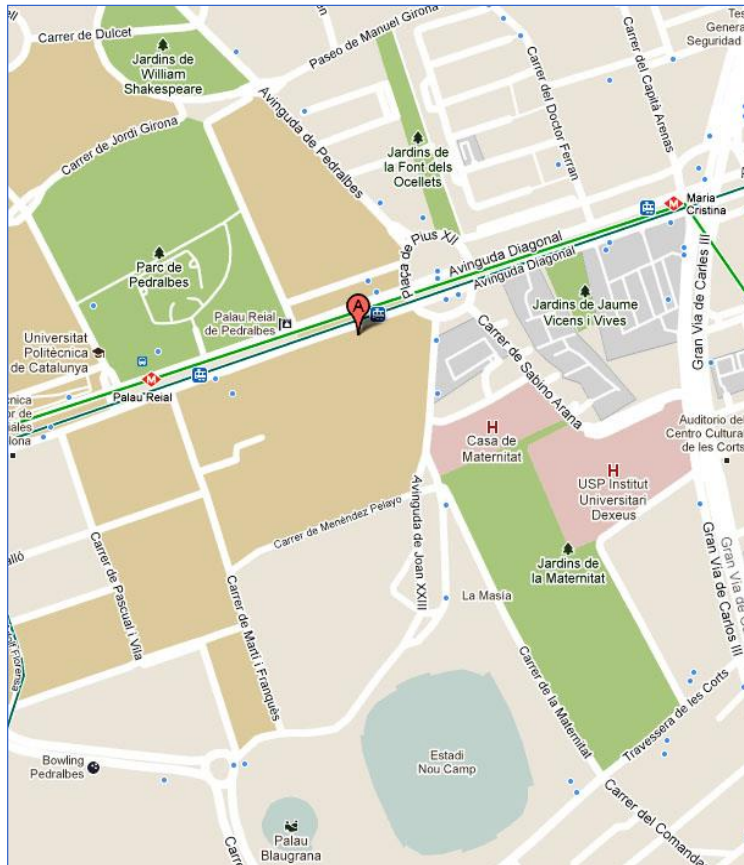 Carrer de Dulcet
Jardins de
William
Shakespeare
Paseo de Manuel Girona
Avinguda de Pedralbes
Carrer de Jordi Girona
Jardins de
la Font dels
Ocellets
Carrer del Doctor Ferran
Carrer del Capità Arenas
General
Seguridad
Maria
Cristina
Parc de
Pedralbes
Plaça de Pius XII
Avinguda Diagonal
Avinguda Diagonal
Gran Via de Carles III
Palau Reial
de Pedralbes
A
Jardins de Jaume
Vicens i Vives
Universitat
Politècnica
de Catalunya
Palau Reial
Carrer de Sabino Arana
H
Casa de
Maternitat
H
USP Institut
Universitari
Dexeus
Auditorio del
Centro Cultural
de les Corts
Avinguda de Joan XXIII
Carrer de Menéndez Pelayo
Jardins de
la Maternitat
Gran Via de Carlos III
La Masía
Carrer de Pascual i Vila
Carrer de Martí i Franquès
Carrer de la Maternitat
Travessera de les Corts
Bowling
Pedralbes
Estadi
Nou Camp
Palau
Blaugrana
Carrer del Comanda